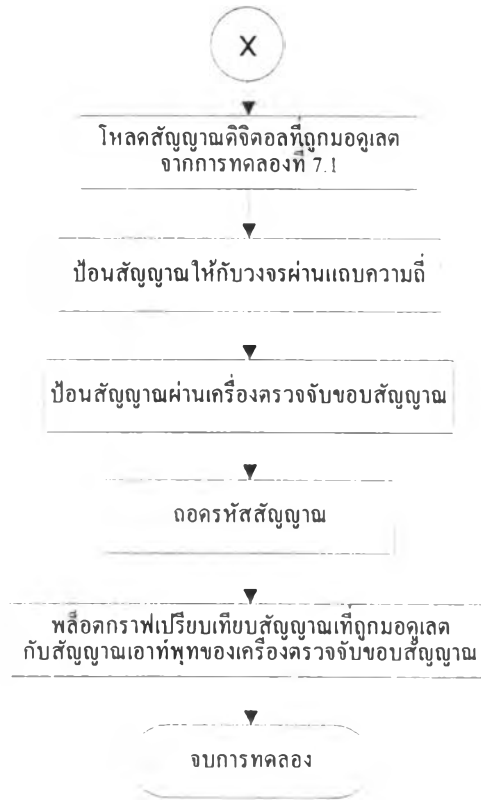 X
โหลดสัญญาณดิจิตอลที่ถูกมอดูเลต
จากการทดลองที่ 7.1
ป้อนสัญญาณให้กับวงจรผ่านแถบความถี่
ป้อนสัญญาณผ่านเครื่องตรวจจับขอบสัญญาณ
ถอดรหัสสัญญาณ
พล็อตกราฟเปรียบเทียบสัญญาณที่ถูกมอดูเลต
กับสัญญาณเอาท์พุทของเครื่องตรวจจับขอบสัญญาณ
จบการทดลอง